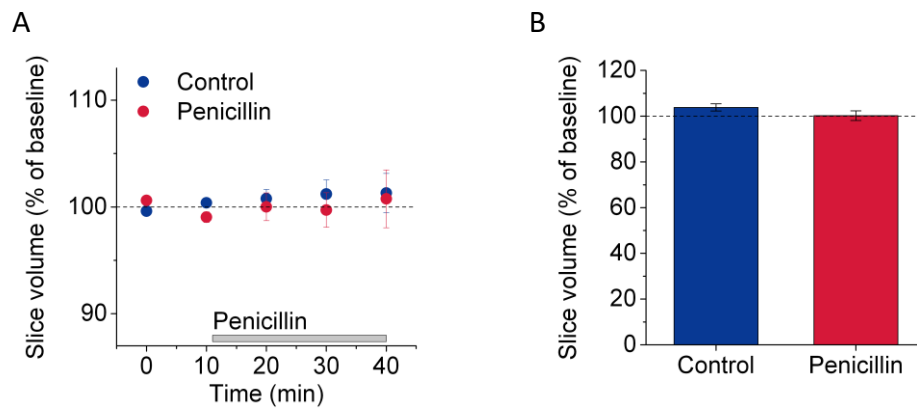 A
Slice volume (% of baseline)
110
100
90
Control
Penicillin
Penicillin
0 10 20 30 40
Time (min)
B
Slice volume (% of baseline)
120
100
80
60
40
20
0
Control Penicillin